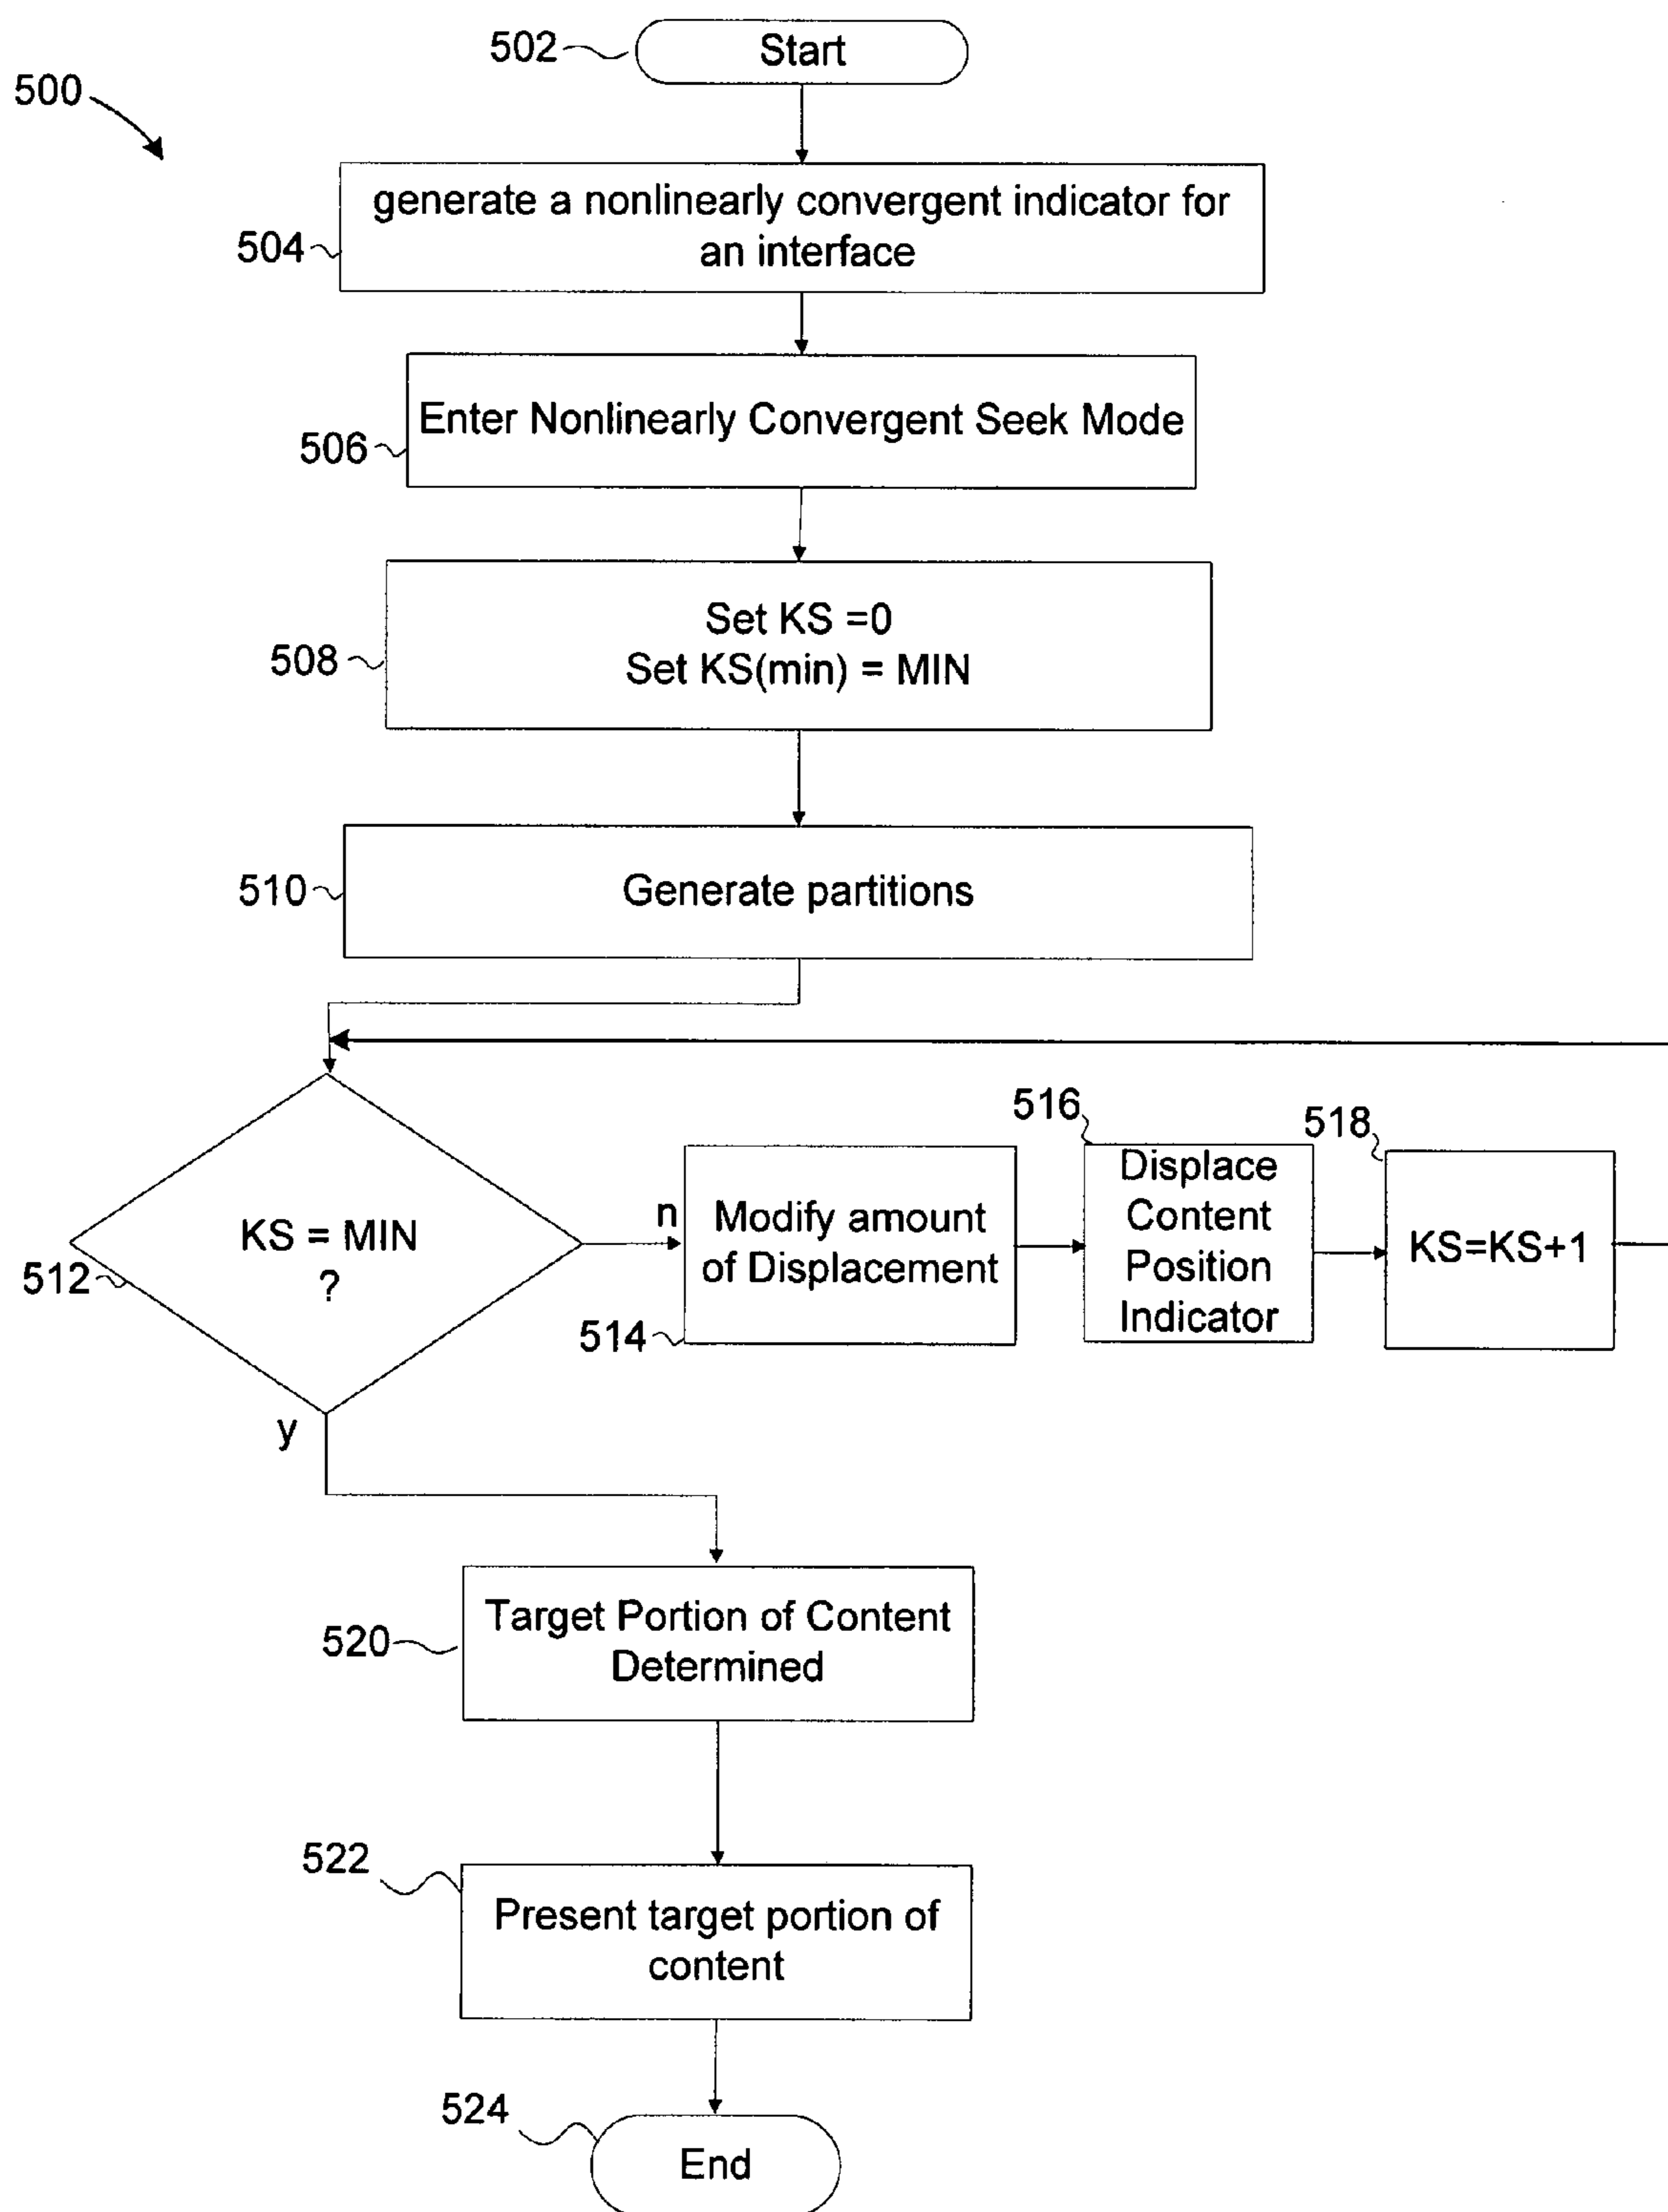 502
Start
500
generate a nonlinearly convergent indicator for
an interface
504
Enter Nonlinearly Convergent Seek Mode
506
Set KS =0
Set KS(min) = MIN
508
510
Generate partitions
516
518
KS = MIN
?
512
n
Modify amount
of Displacement
514
Displace
Content
Position
Indicator
KS=KS+1
y
Target Portion of Content
Determined
520
522
Present target portion of
content
524
End